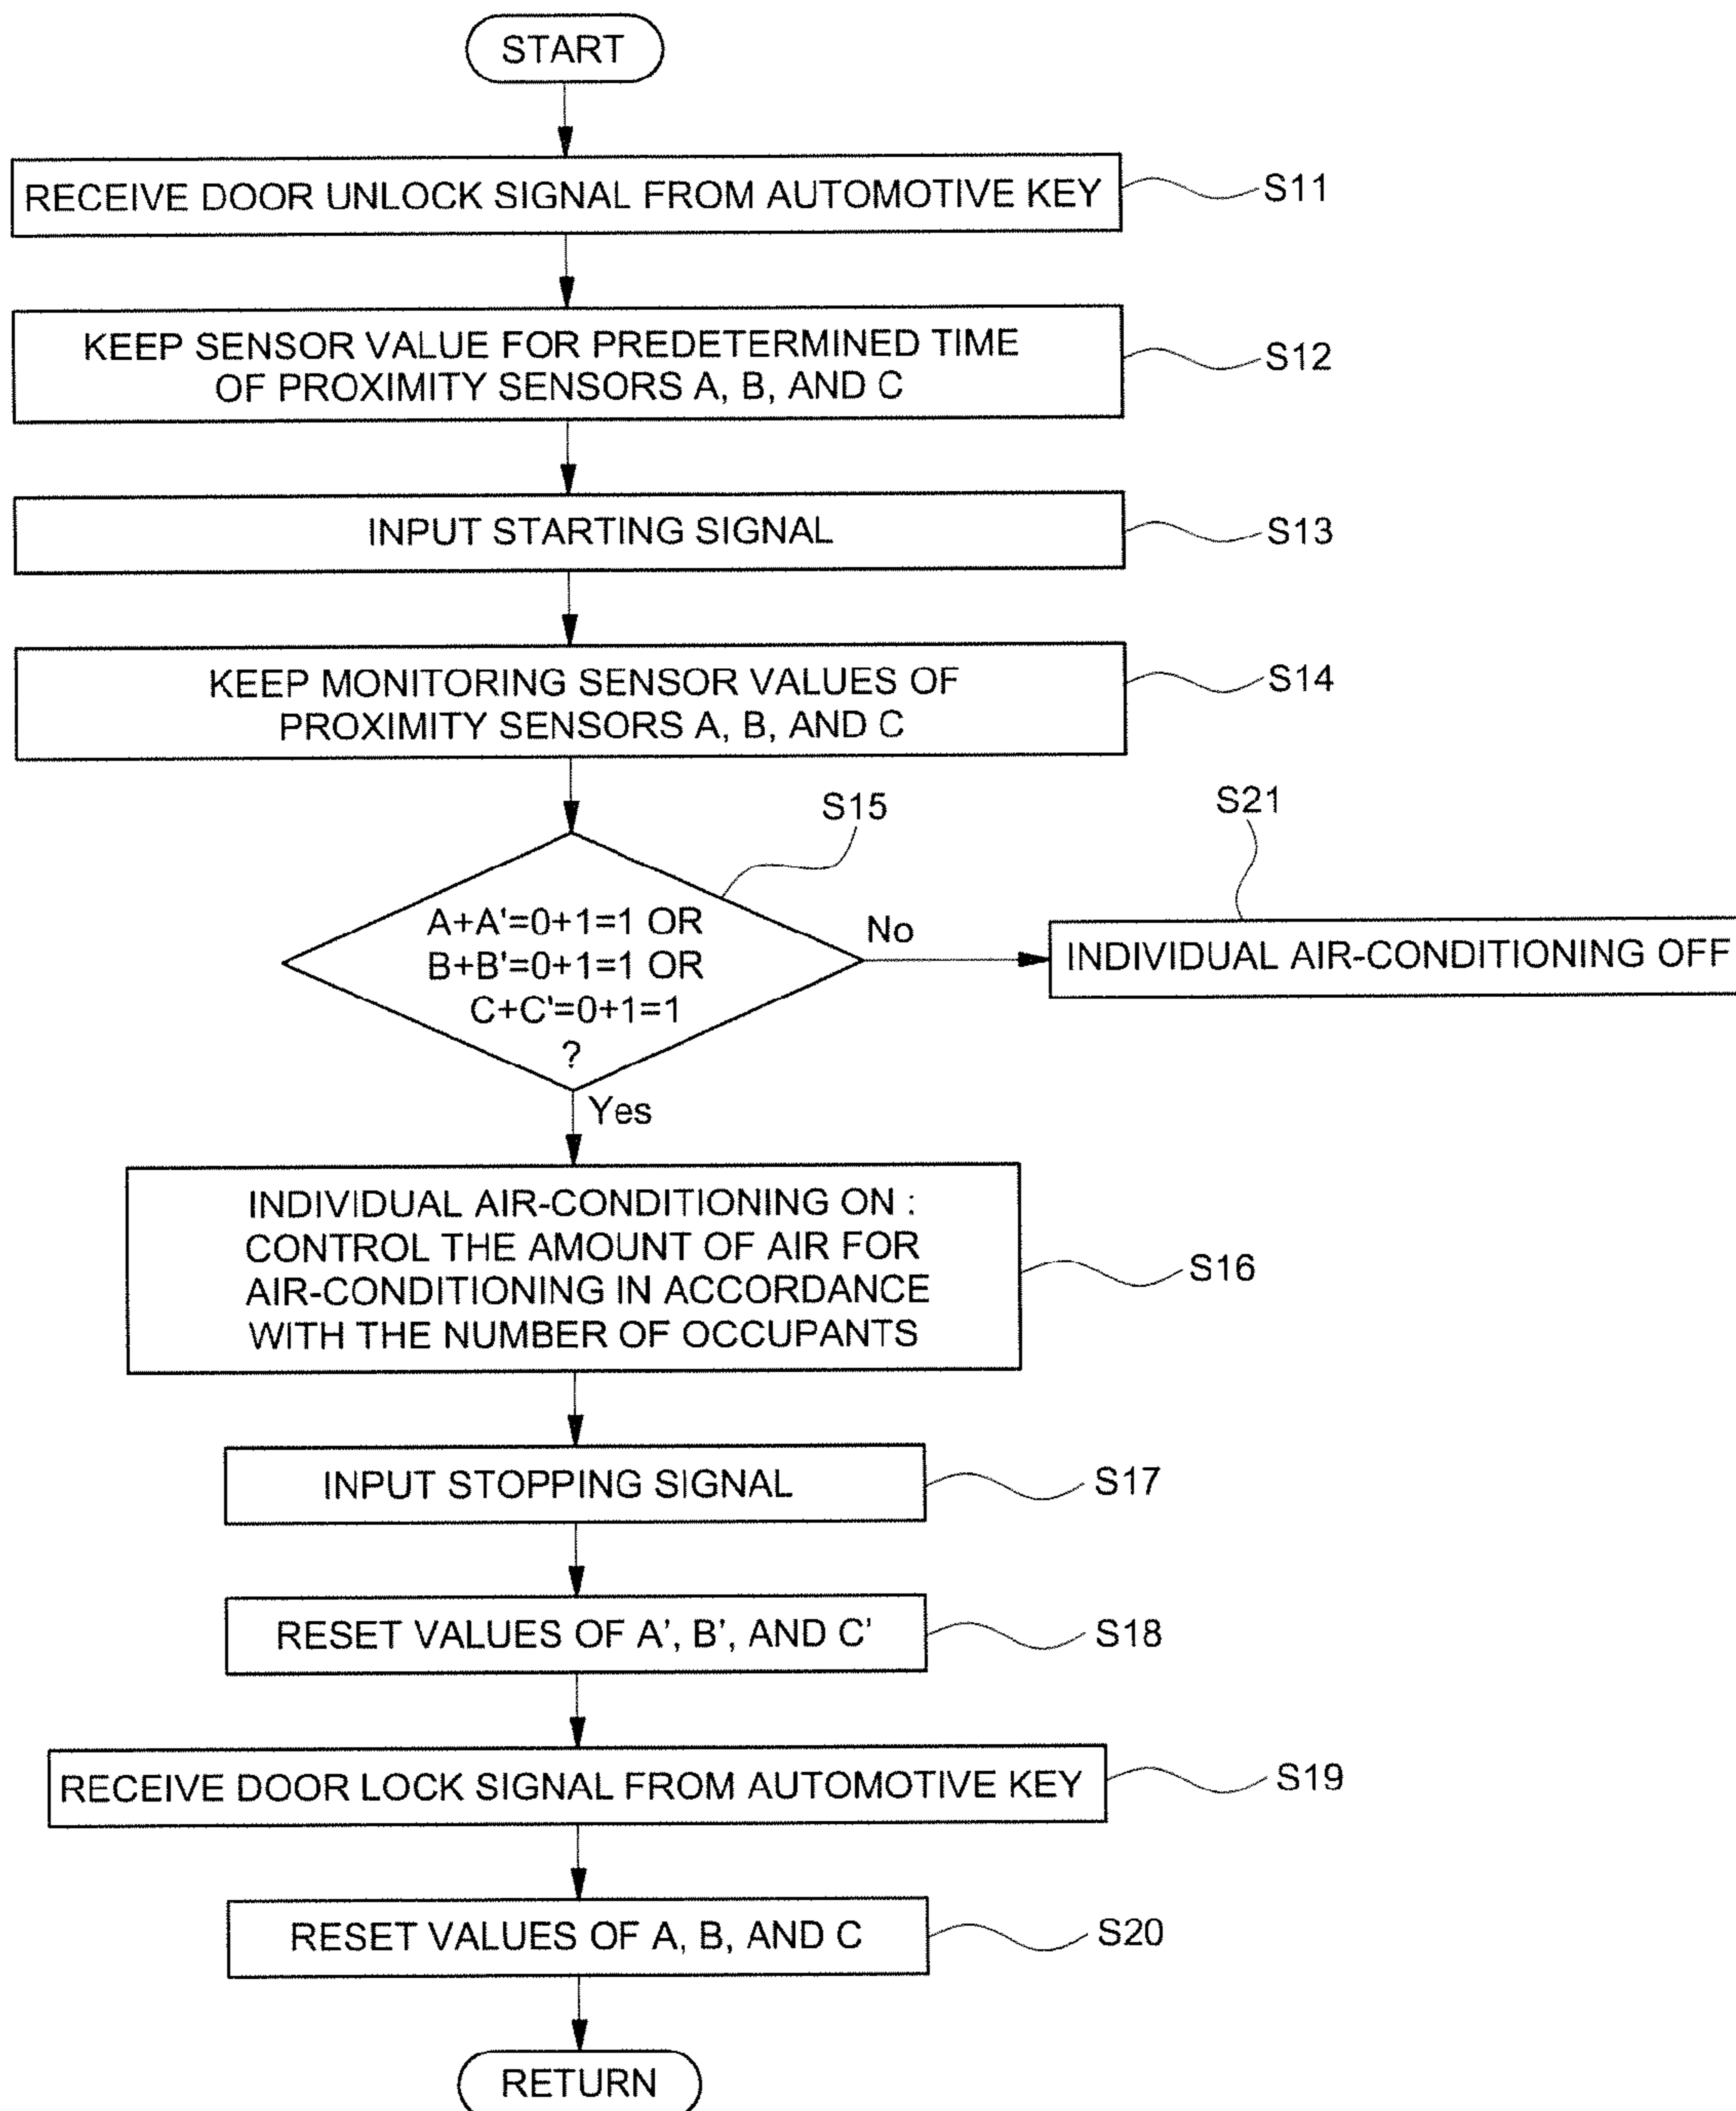 START
RECEIVE DOOR UNLOCK SIGNAL FROM AUTOMOTIVE KEY
S11
KEEP SENSOR VALUE FOR PREDETERMINED TIME
OF PROXIMITY SENSORS A, B, AND C
S12
INPUT STARTING SIGNAL
S13
KEEP MONITORING SENSOR VALUES OF
PROXIMITY SENSORS A, B, AND C
S14
S15
S21
A+A'=0+1=1 OR
B+B'=0+1=1 OR
C+C'=0+1=1
?
No
INDIVIDUAL AIR-CONDITIONING OFF
Yes
INDIVIDUAL AIR-CONDITIONING ON :
CONTROL THE AMOUNT OF AIR FOR
AIR-CONDITIONING IN ACCORDANCE
WITH THE NUMBER OF OCCUPANTS
S16
INPUT STOPPING SIGNAL
S17
RESET VALUES OF A', B', AND C'
S18
RECEIVE DOOR LOCK SIGNAL FROM AUTOMOTIVE KEY
S19
RESET VALUES OF A, B, AND C
S20
RETURN